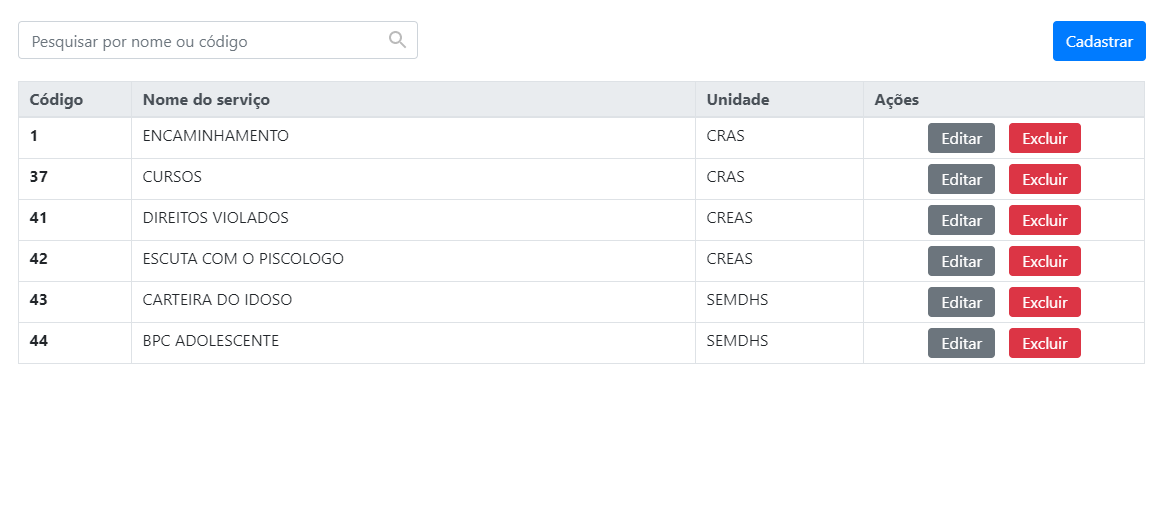 Pesquisar por nome ou código
Cadastrar
Código Nome do serviço Unidade Ações
1 ENCAMINHAMENTO CRAS Editar Excluir
37 CURSOS CRAS Editar Excluir
41 DIREITOS VIOLADOS CREAS Editar Excluir
42 ESCUTA COM O PISCOLOGO CREAS Editar Excluir
43 CARTEIRA DO IDOSO SEMDHS Editar Excluir
44 BPC ADOLESCENTE SEMDHS Editar Excluir